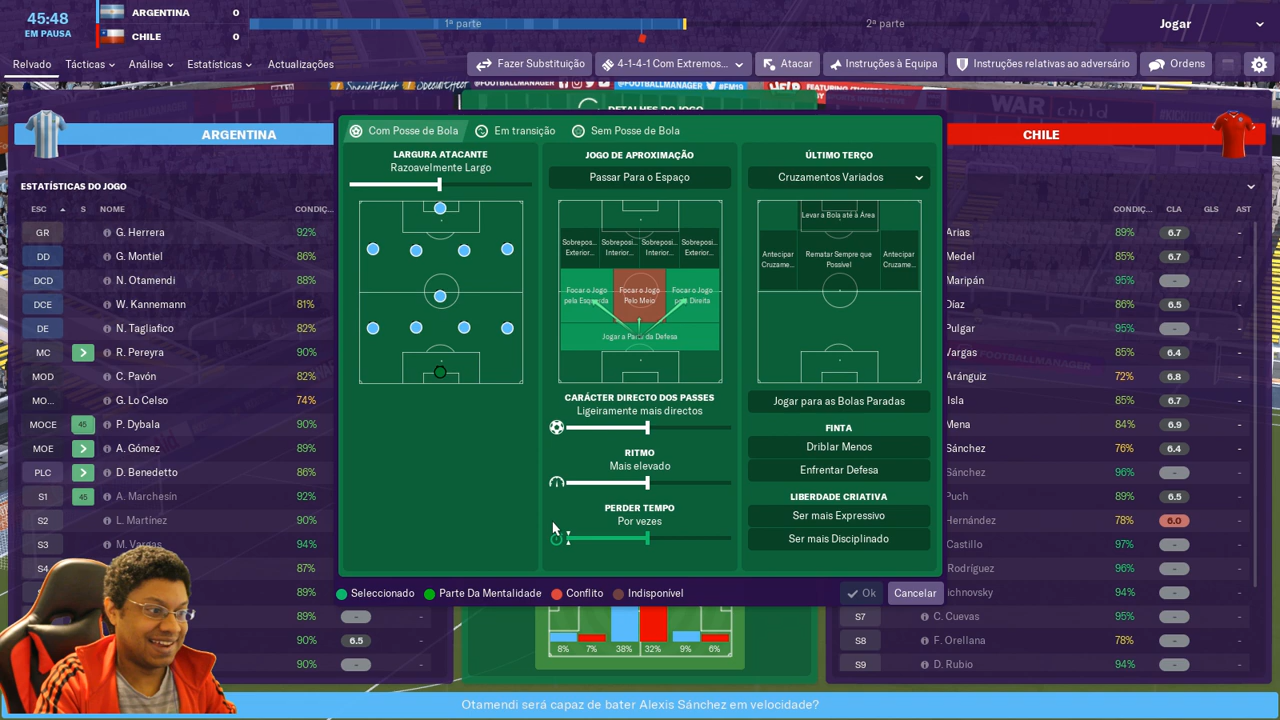 45:48
EM PAUSA
ARGENTINA 0
CHILE 0
1ª parte
2ª parte
Jogar
Relvado
Tácticas
Análise
Estatísticas
Actualizações
Fazer Substituição
4-1-4-1 Com Extremos...
Atacar
Instruções à Equipa
Instruções relativas ao adversário
Ordens
DETALHES DO JOGO
ARGENTINA
CHILE
ESTATÍSTICAS DO JOGO
ESC S NOME CONDIÇ...
GR G. Herrera 92%
DD G. Montiel 86%
DCD N. Otamendi 88%
DCE W. Kannemann 81%
DE N. Tagliafico 82%
MC R. Pereyra 90%
MOD C. Pavón 82%
MO... G. Lo Celso 74%
MOCE 45 P. Dybala 90%
MOE A. Gómez 89%
PLC D. Benedetto 86%
S1 45 A. Marchesín 92%
S2 L. Martínez 90%
S3 M. Vargas 94%
S4 89%
89% -
90% 6.5 -
90% - -
Com Posse de Bola
Em transição
Sem Posse de Bola
LARGURA ATACANTE
Razoavelmente Largo
JOGO DE APROXIMAÇÃO
Passar Para o Espaço
Sobreposi... Exterior...
Sobreposi... Interior...
Sobreposi... Interior...
Sobreposi... Exterior...
Focar o Jogo pela Esquerda
Focar o Jogo Pelo Meio
Focar o Jogo pela Direita
Jogar a Partir da Defesa
CARÁCTER DIRECTO DOS PASSES
Ligeiramente mais directos
RITMO
Mais elevado
PERDER TEMPO
Por vezes
ÚLTIMO TERÇO
Cruzamentos Variados
Levar a Bola até à Área
Antecipar Cruzame...
Rematar Sempre que Possível
Antecipar Cruzame...
Jogar para as Bolas Paradas
FINTA
Driblar Menos
Enfrentar Defesa
LIBERDADE CRIATIVA
Ser mais Expressivo
Ser mais Disciplinado
Seleccionado
Parte Da Mentalidade
Conflito
Indisponível
Ok
Cancelar
8% 7% 38% 32% 9% 6%
CONDIÇ... CLA GLS AST
Arias 89% 6.7 -
Medel 85% 6.7 -
Maripán 95% - -
Díaz 86% 6.5 -
Pulgar 95% - -
Vargas 85% 6.4 -
Aránguiz 72% 6.8 -
Isla 85% 6.7 -
Mena 84% 6.9 -
Sánchez 76% 6.4 -
Sánchez 96% - -
Puch 89% 6.5 -
Hernández 78% 6.0 -
Castillo 97% - -
Rodríguez 96% - -
ichnovsky 94% - -
S7 C. Cuevas 95% - -
S8 F. Orellana 78% - -
S9 D. Rubio 94% - -
Otamendi será capaz de bater Alexis Sánchez em velocidade?